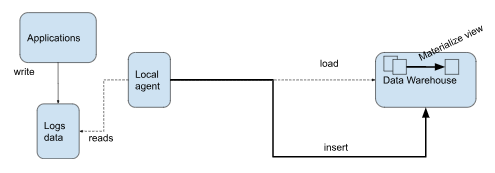 Applications
write
Logs
data
reads
Local
agent
load
insert
Materialize view
Data Warehouse